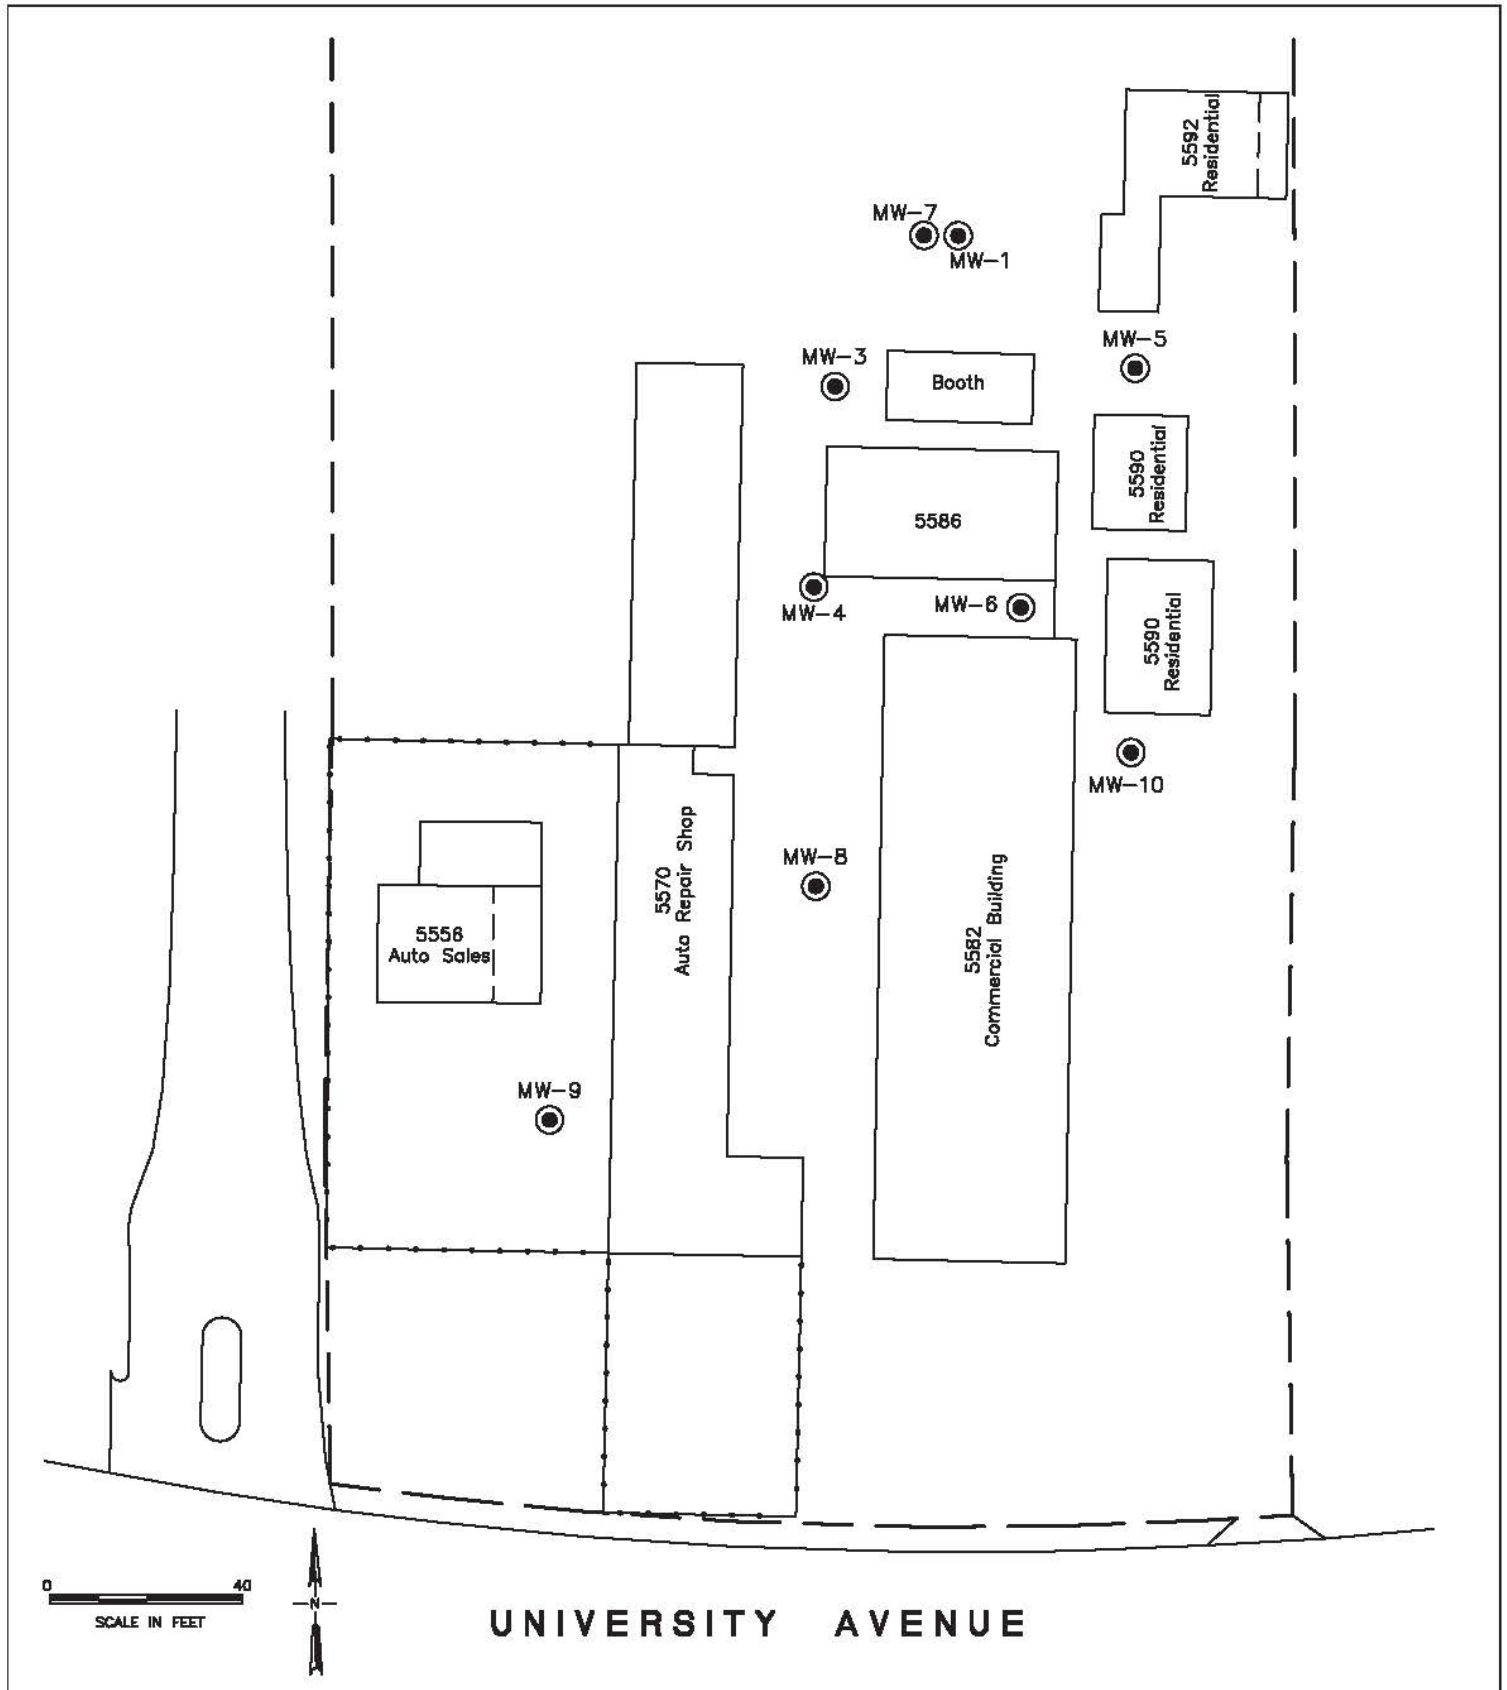 5592
Residential
MW-7
MW-1
MW-5
MW-3
Booth
5590
Residential
5586
MW-4
MW-6
5590
Residential
MW-10
MW-8
5570
Auto Repair Shop
5582
Commercial Building
5558
Auto Sales
MW-9
0 40
SCALE IN FEET
N
UNIVERSITY AVENUE